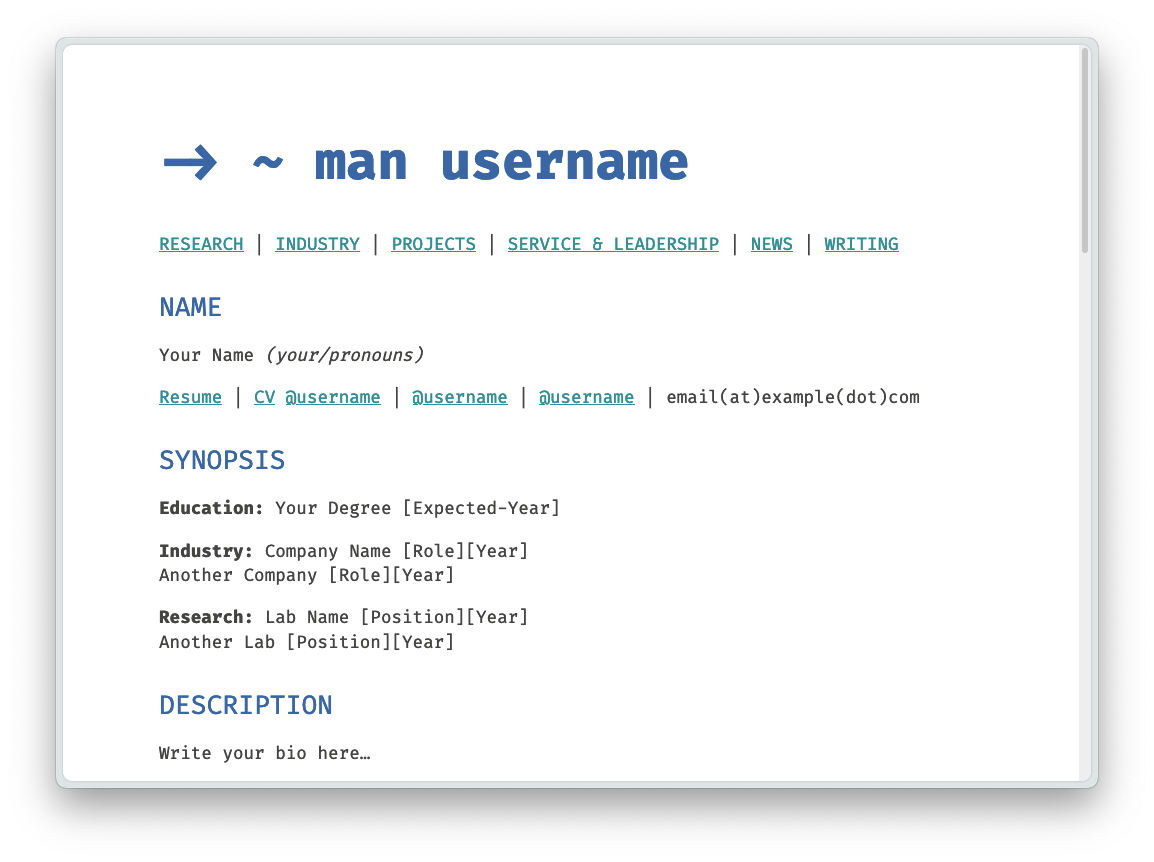 → ~ man username
RESEARCH | INDUSTRY | PROJECTS | SERVICE & LEADERSHIP | NEWS | WRITING
NAME
Your Name (your/pronouns)
Resume | CV @username | @username | @username | email(at)example(dot)com
SYNOPSIS
Education: Your Degree [Expected-Year]
Industry: Company Name [Role][Year]
Another Company [Role][Year]
Research: Lab Name [Position][Year]
Another Lab [Position][Year]
DESCRIPTION
Write your bio here…